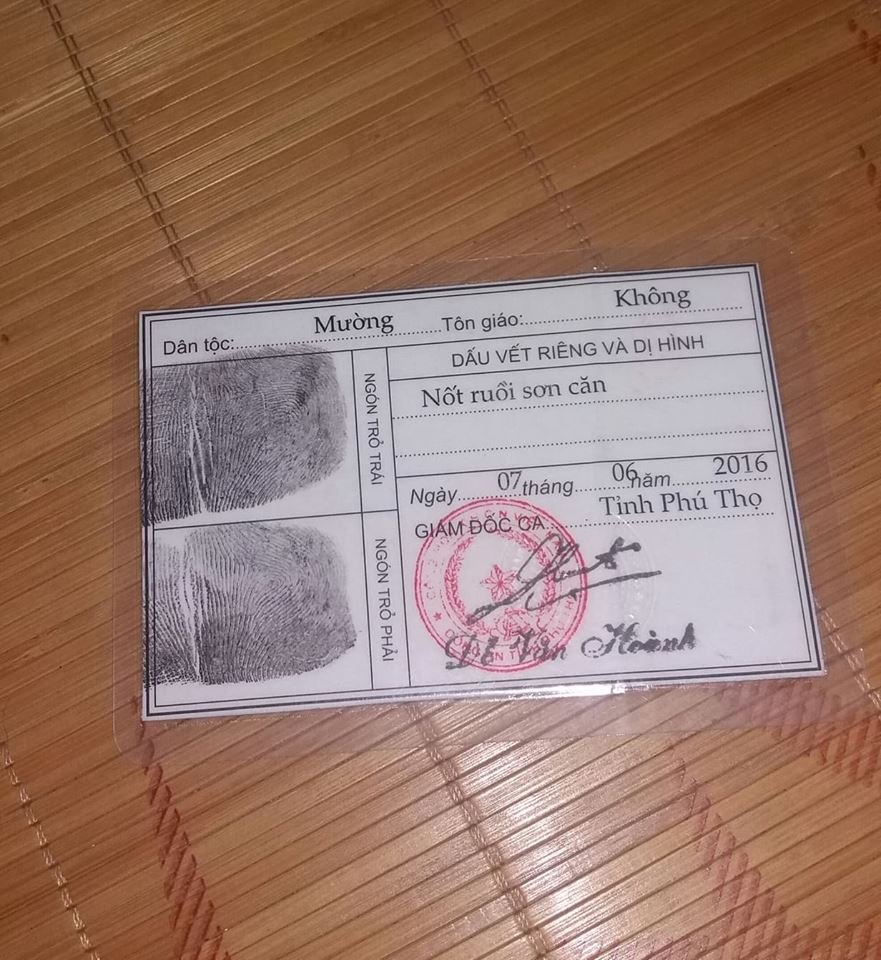 Dân tộc: Mường Tôn giáo: Không
NGÓN TRỎ TRÁI
NGÓN TRỎ PHẢI
DẤU VẾT RIÊNG VÀ DỊ HÌNH
Nốt ruồi sơn căn
Ngày 07 tháng 06 năm 2016
GIÁM ĐỐC CA Tỉnh Phú Thọ
Văn Hoành